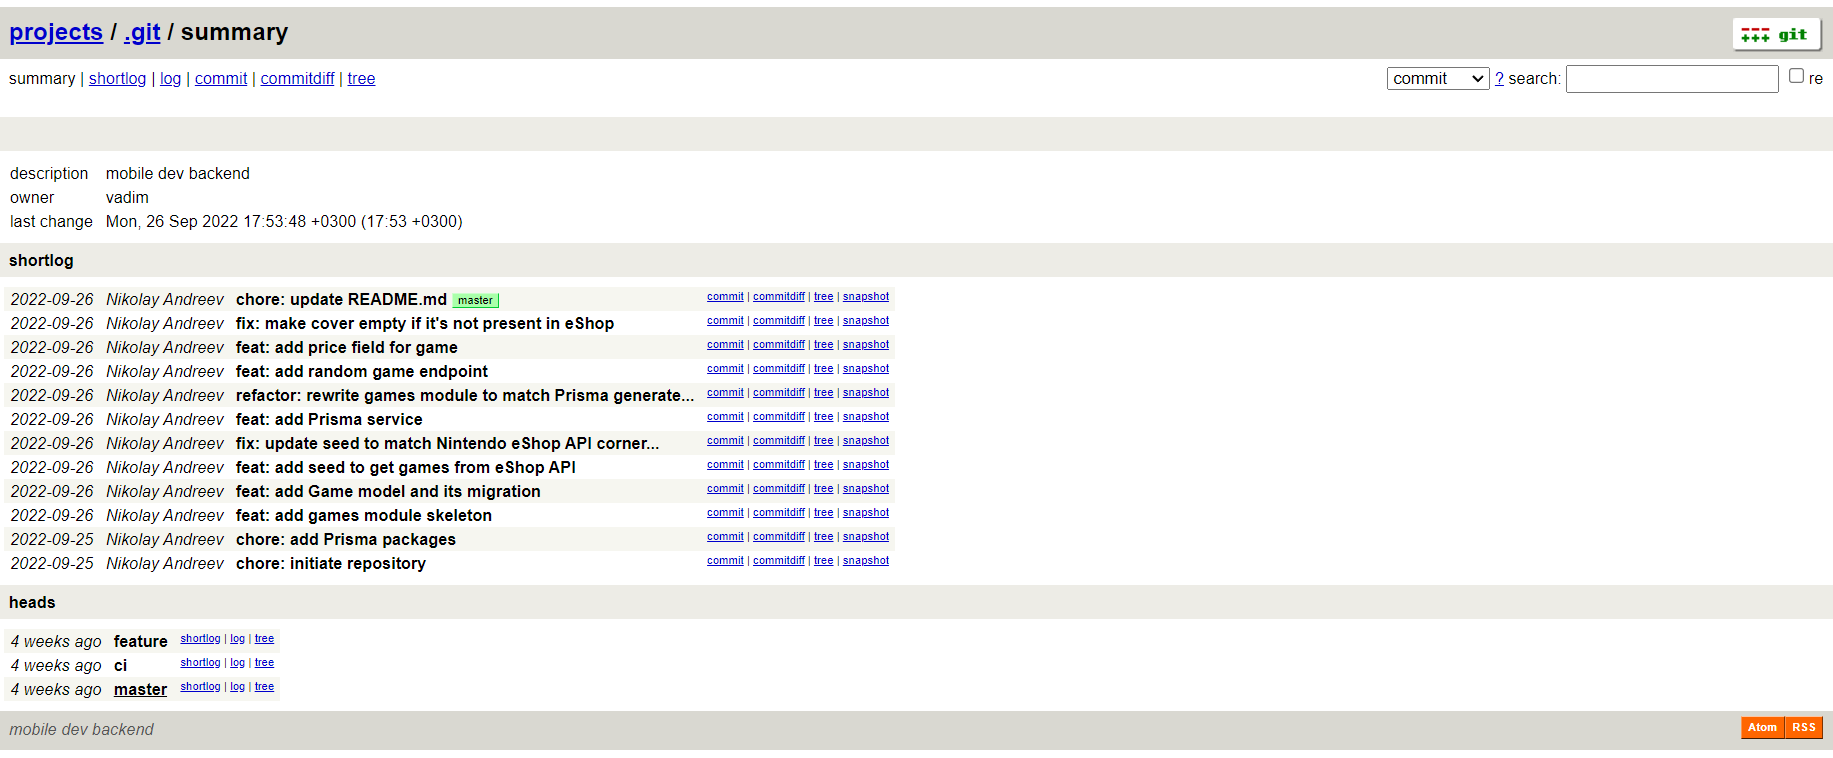 projects / .git / summary
git
summary | shortlog | log | commit | commitdiff | tree
commit ? search: re
description mobile dev backend
owner vadim
last change Mon, 26 Sep 2022 17:53:48 +0300 (17:53 +0300)
shortlog
2022-09-26 Nikolay Andreev chore: update README.md master commit | commitdiff | tree | snapshot
2022-09-26 Nikolay Andreev fix: make cover empty if it's not present in eShop commit | commitdiff | tree | snapshot
2022-09-26 Nikolay Andreev feat: add price field for game commit | commitdiff | tree | snapshot
2022-09-26 Nikolay Andreev feat: add random game endpoint commit | commitdiff | tree | snapshot
2022-09-26 Nikolay Andreev refactor: rewrite games module to match Prisma generate... commit | commitdiff | tree | snapshot
2022-09-26 Nikolay Andreev feat: add Prisma service commit | commitdiff | tree | snapshot
2022-09-26 Nikolay Andreev fix: update seed to match Nintendo eShop API corner... commit | commitdiff | tree | snapshot
2022-09-26 Nikolay Andreev feat: add seed to get games from eShop API commit | commitdiff | tree | snapshot
2022-09-26 Nikolay Andreev feat: add Game model and its migration commit | commitdiff | tree | snapshot
2022-09-26 Nikolay Andreev feat: add games module skeleton commit | commitdiff | tree | snapshot
2022-09-25 Nikolay Andreev chore: add Prisma packages commit | commitdiff | tree | snapshot
2022-09-25 Nikolay Andreev chore: initiate repository commit | commitdiff | tree | snapshot
heads
4 weeks ago feature shortlog | log | tree
4 weeks ago ci shortlog | log | tree
4 weeks ago master shortlog | log | tree
mobile dev backend
Atom RSS